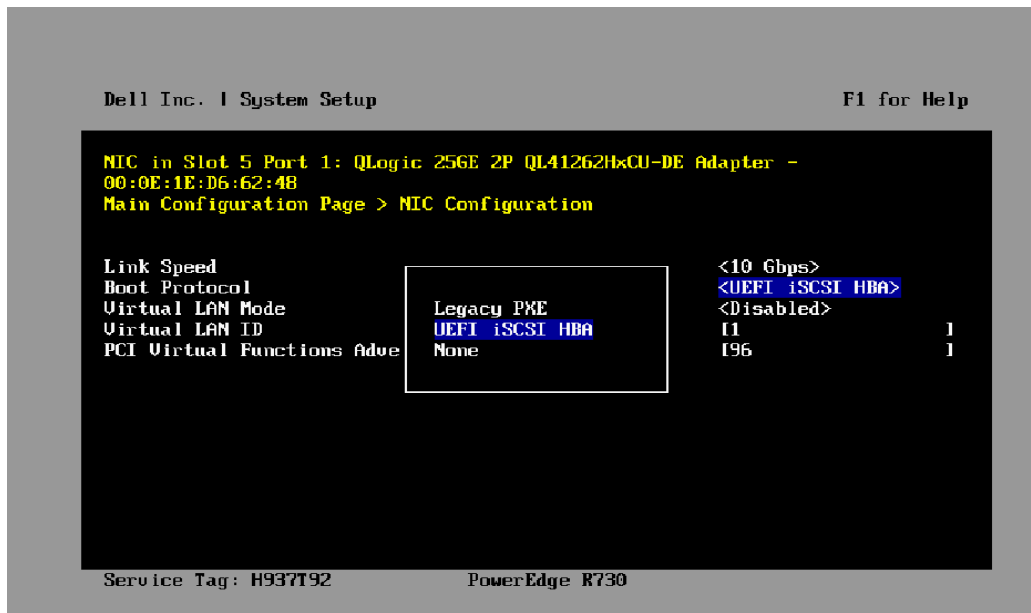 Dell Inc. | System Setup F1 for Help
NIC in Slot 5 Port 1: QLogic 25GE 2P QL41262HxCU-DE Adapter -
00:0E:1E:D6:62:48
Main Configuration Page > NIC Configuration
Link Speed <10 Gbps>
Boot Protocol <UEFI iSCSI HBA>
Virtual LAN Mode Legacy PXE <Disabled>
Virtual LAN ID UEFI iSCSI HBA [1 ]
PCI Virtual Functions Adve None [96 ]
Service Tag: H937T92 PowerEdge R730